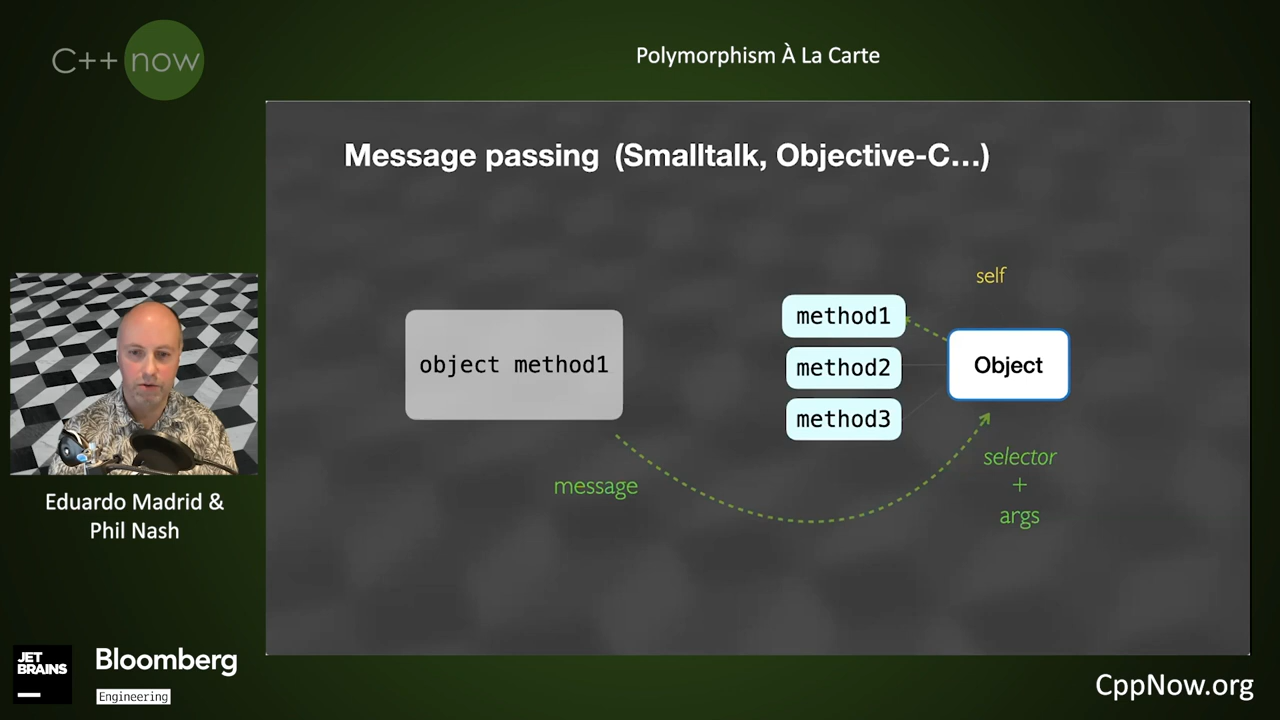 C++ now
Polymorphism À La Carte
Message passing (Smalltalk, Objective-C...)
self
method1
object method1
method2
Object
method3
message
selector
+
args
Eduardo Madrid &
Phil Nash
JET
BRAINS
Bloomberg
Engineering
CppNow.org